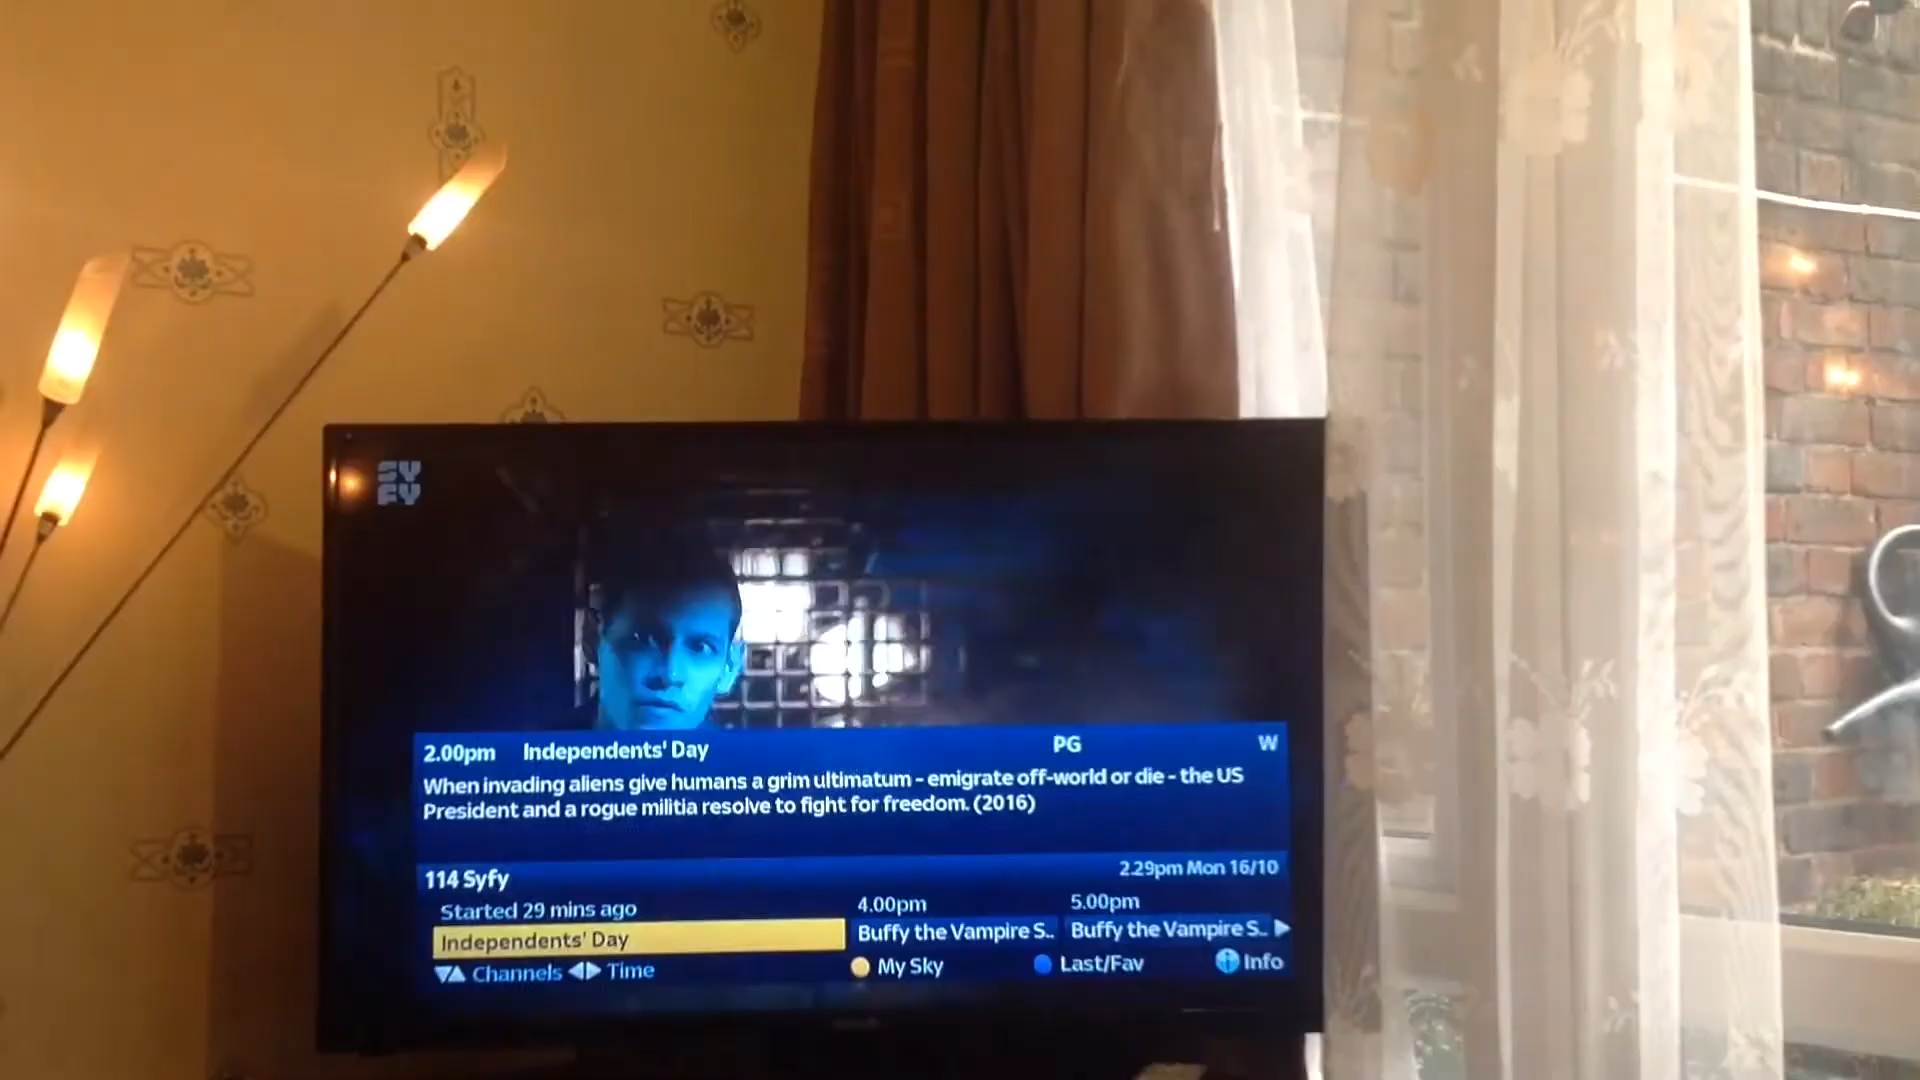 SY
FY
2.00pm Independents' Day PG W
When invading aliens give humans a grim ultimatum - emigrate off-world or die - the US
President and a rogue militia resolve to fight for freedom. (2016)
114 Syfy 2.29pm Mon 16/10
Started 29 mins ago 4.00pm 5.00pm
Independents' Day Buffy the Vampire S.. Buffy the Vampire S..
Channels Time My Sky Last/Fav Info